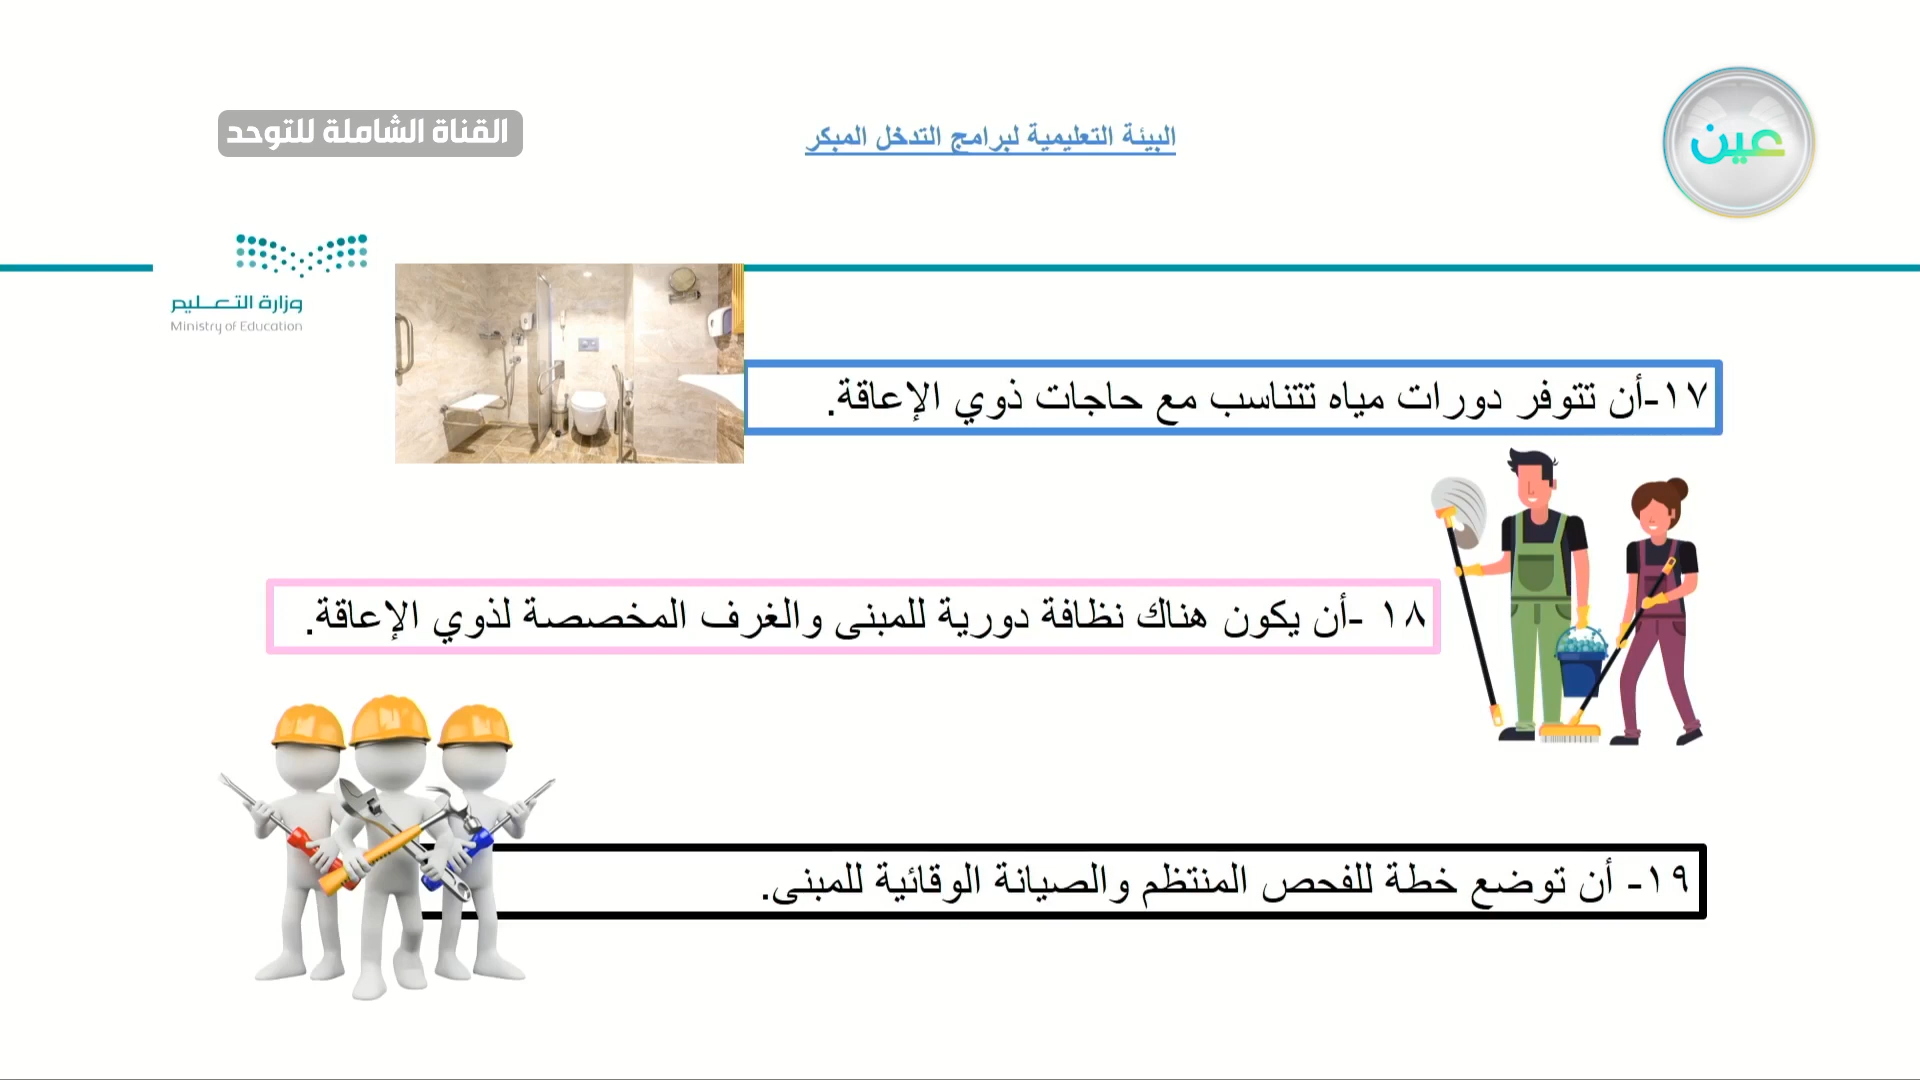 عين
البيئة التعليمية لبرامج التدخل المبكر
القناة الشاملة للتوحد
وزارة التعـــليم
Ministry of Education
١٧-أن تتوفر دورات مياه تتناسب مع حاجات ذوي الإعاقة.
١٨ -أن يكون هناك نظافة دورية للمبنى والغرف المخصصة لذوي الإعاقة.
١٩- أن توضع خطة للفحص المنتظم والصيانة الوقائية للمبنى.